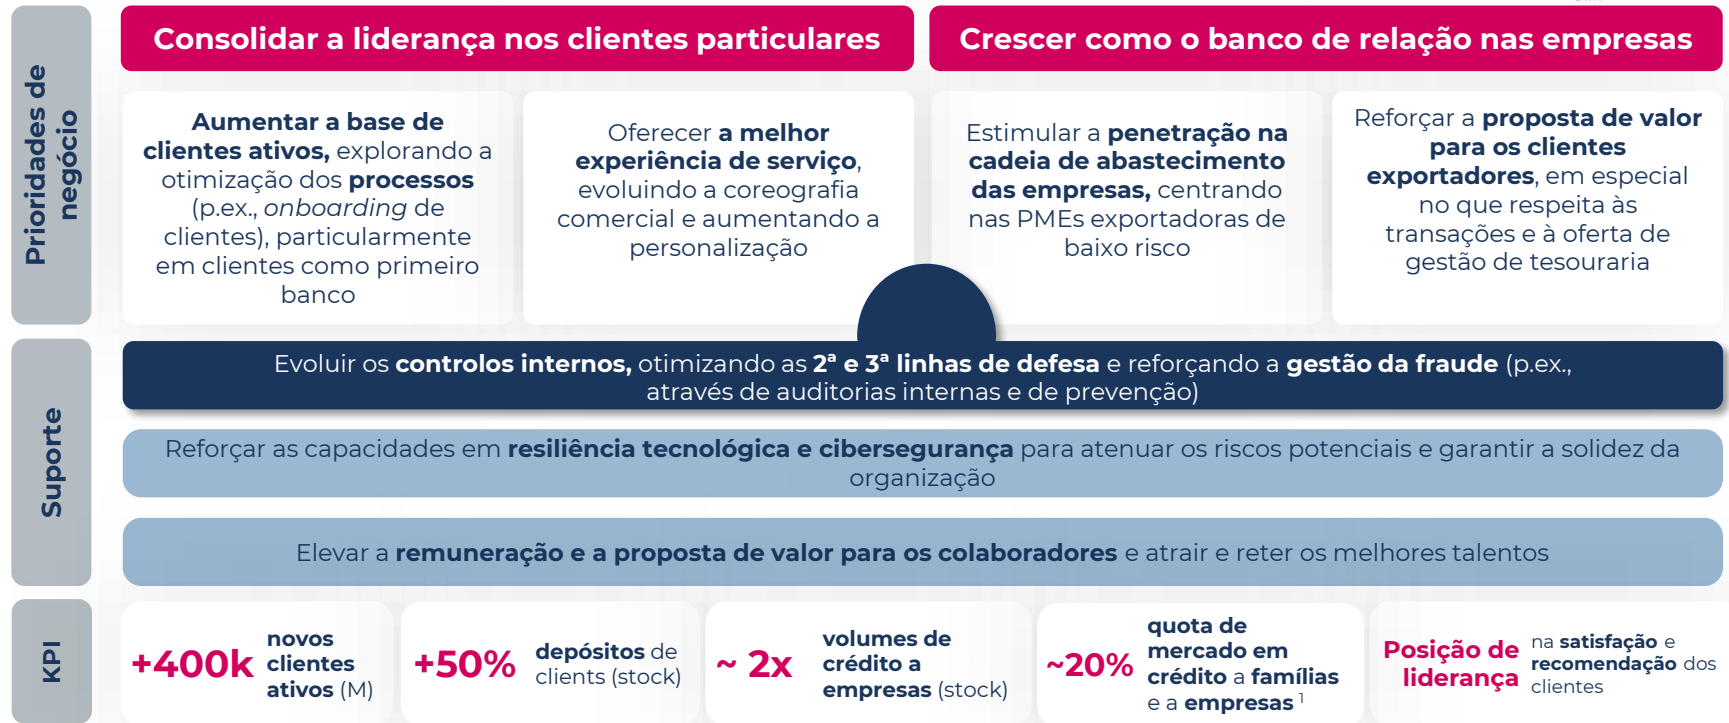 Prioridades de
negócio
Consolidar a liderança nos clientes particulares
Crescer como o banco de relação nas empresas
Aumentar a base de
clientes ativos, explorando a
otimização dos processos
(p.ex., onboarding de
clientes), particularmente
em clientes como primeiro
banco
Oferecer a melhor
experiência de serviço,
evoluindo a coreografia
comercial e aumentando a
personalização
Estimular a penetração na
cadeia de abastecimento
das empresas, centrando
nas PMEs exportadoras de
baixo risco
Reforçar a proposta de valor
para os clientes
exportadores, em especial
no que respeita às
transações e à oferta de
gestão de tesouraria
Suporte
Evoluir os controlos internos, otimizando as 2ª e 3ª linhas de defesa e reforçando a gestão da fraude (p.ex.,
através de auditorias internas e de prevenção)
Reforçar as capacidades em resiliência tecnológica e cibersegurança para atenuar os riscos potenciais e garantir a solidez da
organização
Elevar a remuneração e a proposta de valor para os colaboradores e atrair e reter os melhores talentos
KPI
+400k
novos
clientes
ativos (M)
+50%
depósitos de
clients (stock)
~ 2x
volumes de
crédito a
empresas (stock)
~20%
quota de
mercado em
crédito a famílias
e a empresas 1
Posição de
liderança
na satisfação e
recomendação dos
clientes